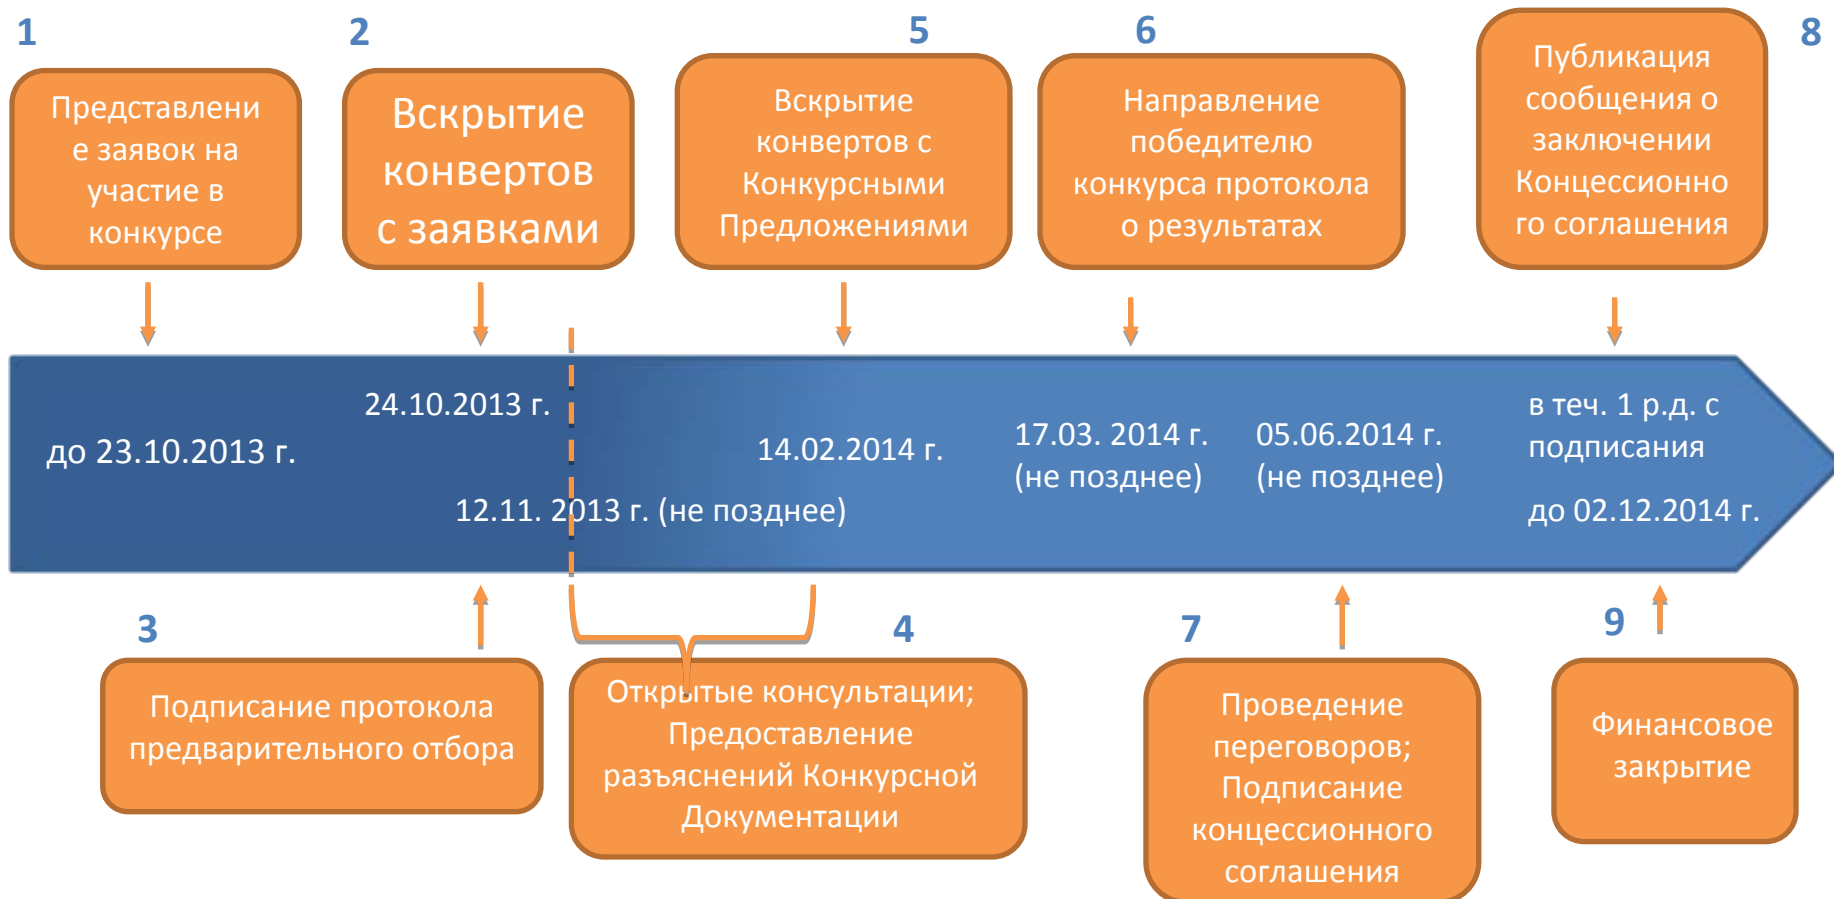 1
Представлени
е заявок на
участие в
конкурсе
2
Вскрытие
конвертов
с заявками
5
Вскрытие
конвертов с
Конкурсными
Предложениями
6
Направление
победителю
конкурса протокола
о результатах
8
Публикация
сообщения о
заключении
Концессионно
го соглашения
до 23.10.2013 г.
24.10.2013 г.
12.11. 2013 г. (не позднее)
14.02.2014 г.
17.03. 2014 г.
(не позднее)
05.06.2014 г.
(не позднее)
в теч. 1 р.д. с
подписания
до 02.12.2014 г.
3
Подписание протокола
предварительного отбора
4
Открытые консультации;
Предоставление
разъяснений Конкурсной
Документации
7
Проведение
переговоров;
Подписание
концессионного
соглашения
9
Финансовое
закрытие